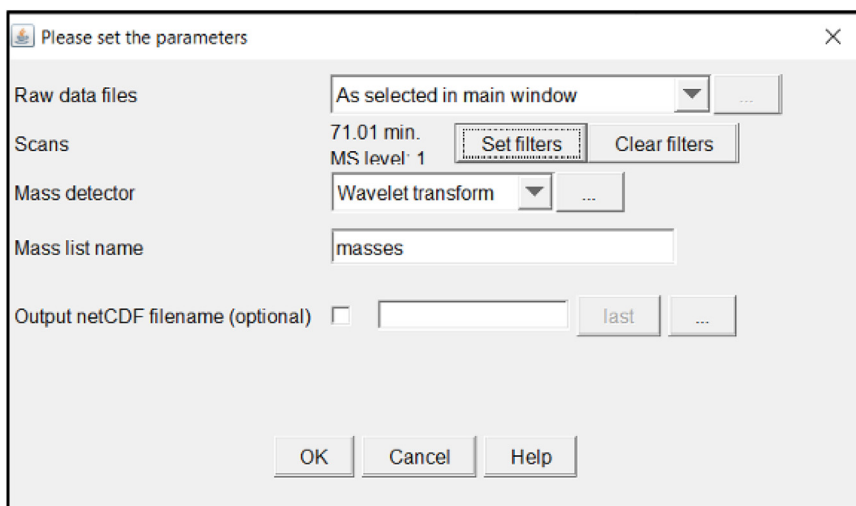 Please set the parameters
Raw data files As selected in main window ...
Scans 71.01 min.
MS level: 1 Set filters Clear filters
Mass detector Wavelet transform ...
Mass list name masses
Output netCDF filename (optional) last ...
OK Cancel Help